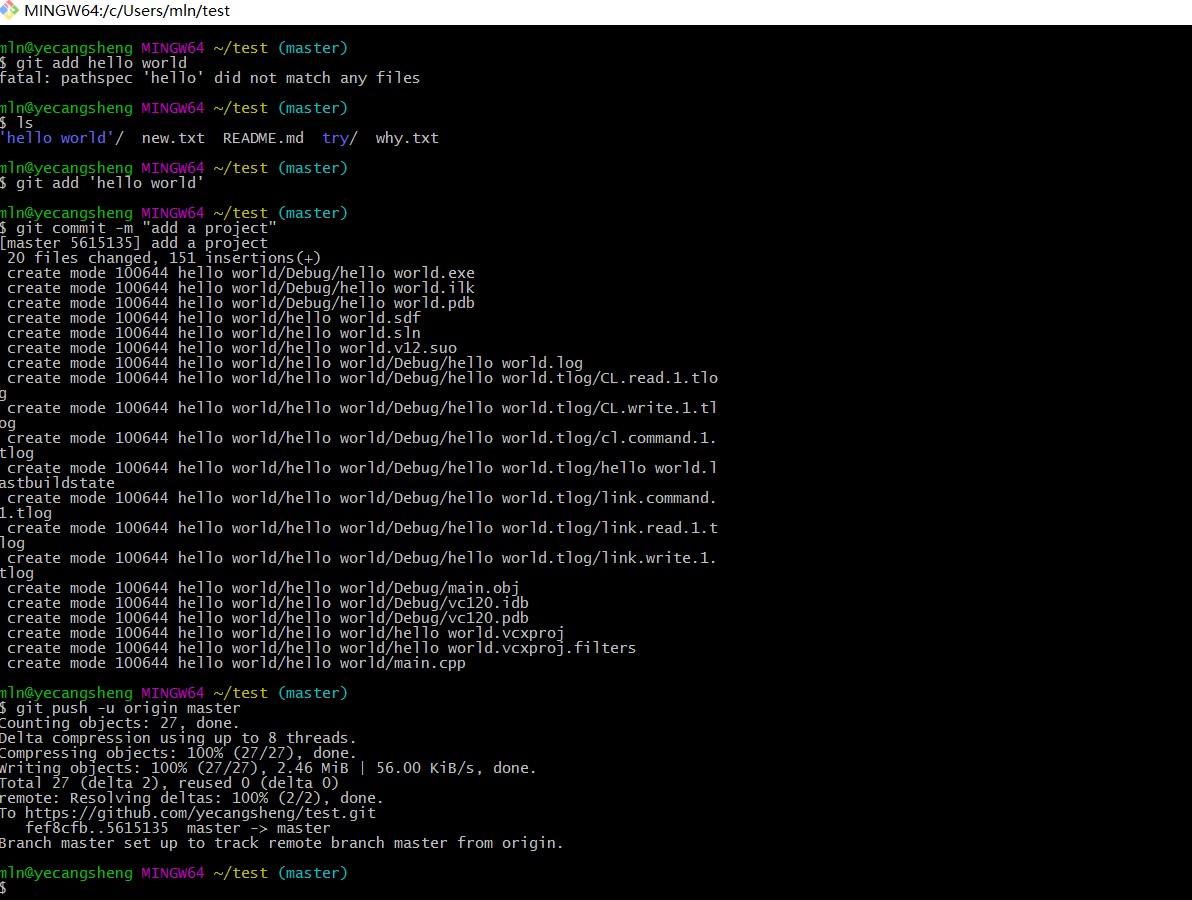 MINGW64:/c/Users/mln/test
mln@yecangsheng MINGW64 ~/test (master)
$ git add hello world
fatal: pathspec 'hello' did not match any files
mln@yecangsheng MINGW64 ~/test (master)
$ ls
'hello world'/  new.txt  README.md  try/  why.txt
mln@yecangsheng MINGW64 ~/test (master)
$ git add 'hello world'
mln@yecangsheng MINGW64 ~/test (master)
$ git commit -m "add a project"
[master 5615135] add a project
 20 files changed, 151 insertions(+)
 create mode 100644 hello world/Debug/hello world.exe
 create mode 100644 hello world/Debug/hello world.ilk
 create mode 100644 hello world/Debug/hello world.pdb
 create mode 100644 hello world/hello world.sdf
 create mode 100644 hello world/hello world.sln
 create mode 100644 hello world/hello world.v12.suo
 create mode 100644 hello world/hello world/Debug/hello world.log
 create mode 100644 hello world/hello world/Debug/hello world.tlog/CL.read.1.tlo
g
 create mode 100644 hello world/hello world/Debug/hello world.tlog/CL.write.1.tl
og
 create mode 100644 hello world/hello world/Debug/hello world.tlog/cl.command.1.
tlog
 create mode 100644 hello world/hello world/Debug/hello world.tlog/hello world.l
astbuildstate
 create mode 100644 hello world/hello world/Debug/hello world.tlog/link.command.
1.tlog
 create mode 100644 hello world/hello world/Debug/hello world.tlog/link.read.1.t
log
 create mode 100644 hello world/hello world/Debug/hello world.tlog/link.write.1.
tlog
 create mode 100644 hello world/hello world/Debug/main.obj
 create mode 100644 hello world/hello world/Debug/vc120.idb
 create mode 100644 hello world/hello world/Debug/vc120.pdb
 create mode 100644 hello world/hello world/hello world.vcxproj
 create mode 100644 hello world/hello world/hello world.vcxproj.filters
 create mode 100644 hello world/hello world/main.cpp
mln@yecangsheng MINGW64 ~/test (master)
$ git push -u origin master
Counting objects: 27, done.
Delta compression using up to 8 threads.
Compressing objects: 100% (27/27), done.
Writing objects: 100% (27/27), 2.46 MiB | 56.00 KiB/s, done.
Total 27 (delta 2), reused 0 (delta 0)
remote: Resolving deltas: 100% (2/2), done.
To https://github.com/yecangsheng/test.git
   fef8cfb..5615135  master -> master
Branch master set up to track remote branch master from origin.
mln@yecangsheng MINGW64 ~/test (master)
$